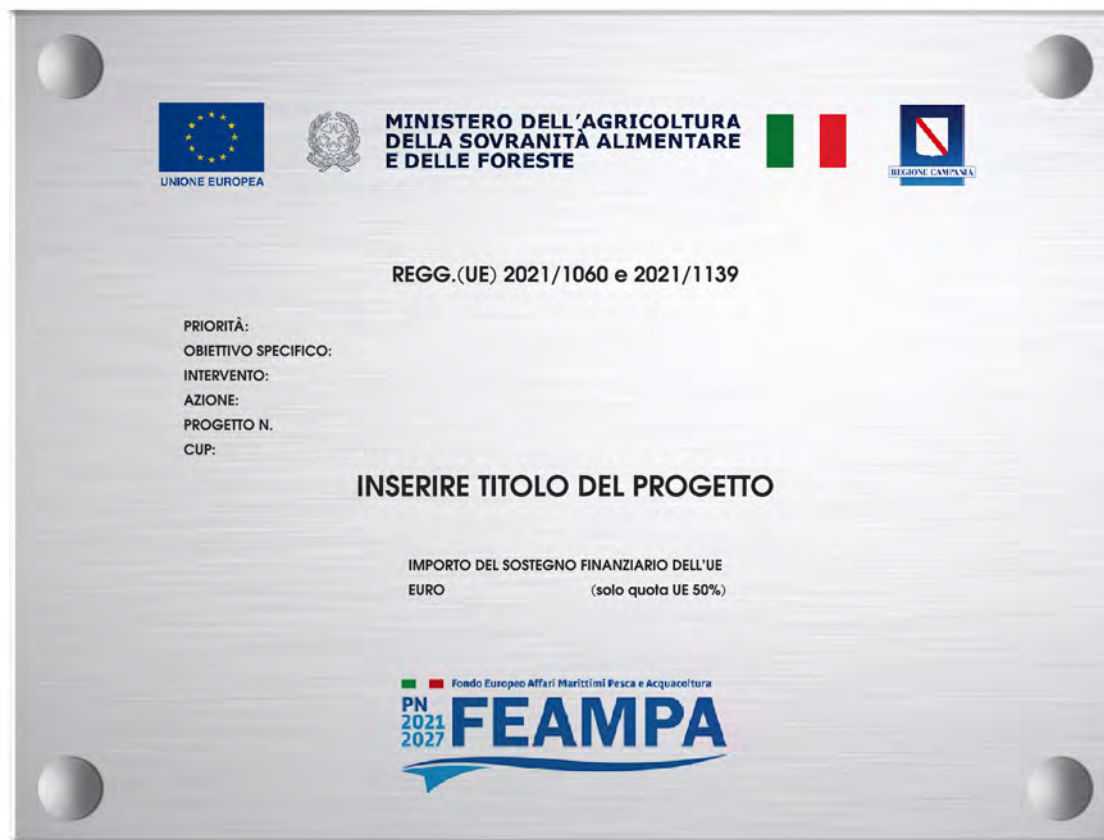 UNIONE EUROPEA
MINISTERO DELL'AGRICOLTURA
DELLA SOVRANITÀ ALIMENTARE
E DELLE FORESTE
REGIONE CAMPANIA
REGG.(UE) 2021/1060 e 2021/1139
PRIORITÀ:
OBIETTIVO SPECIFICO:
INTERVENTO:
AZIONE:
PROGETTO N.
CUP:
INSERIRE TITOLO DEL PROGETTO
IMPORTO DEL SOSTEGNO FINANZIARIO DELL'UE
EURO (solo quota UE 50%)
Fondo Europeo Affari Marittimi Pesca e Acquacoltura
PN
2021
2027
FEAMPA